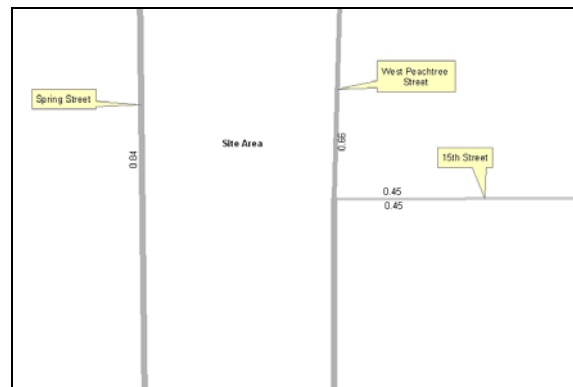 West Peachtree
Street
Spring Street
Site Area
0.66
0.84
15th Street
0.45
0.45